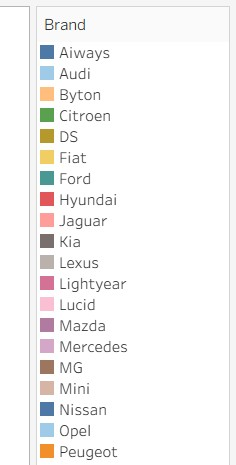 Brand
Aiways
Audi
Byton
Citroen
DS
Fiat
Ford
Hyundai
Jaguar
Kia
Lexus
Lightyear
Lucid
Mazda
Mercedes
MG
Mini
Nissan
Opel
Peugeot